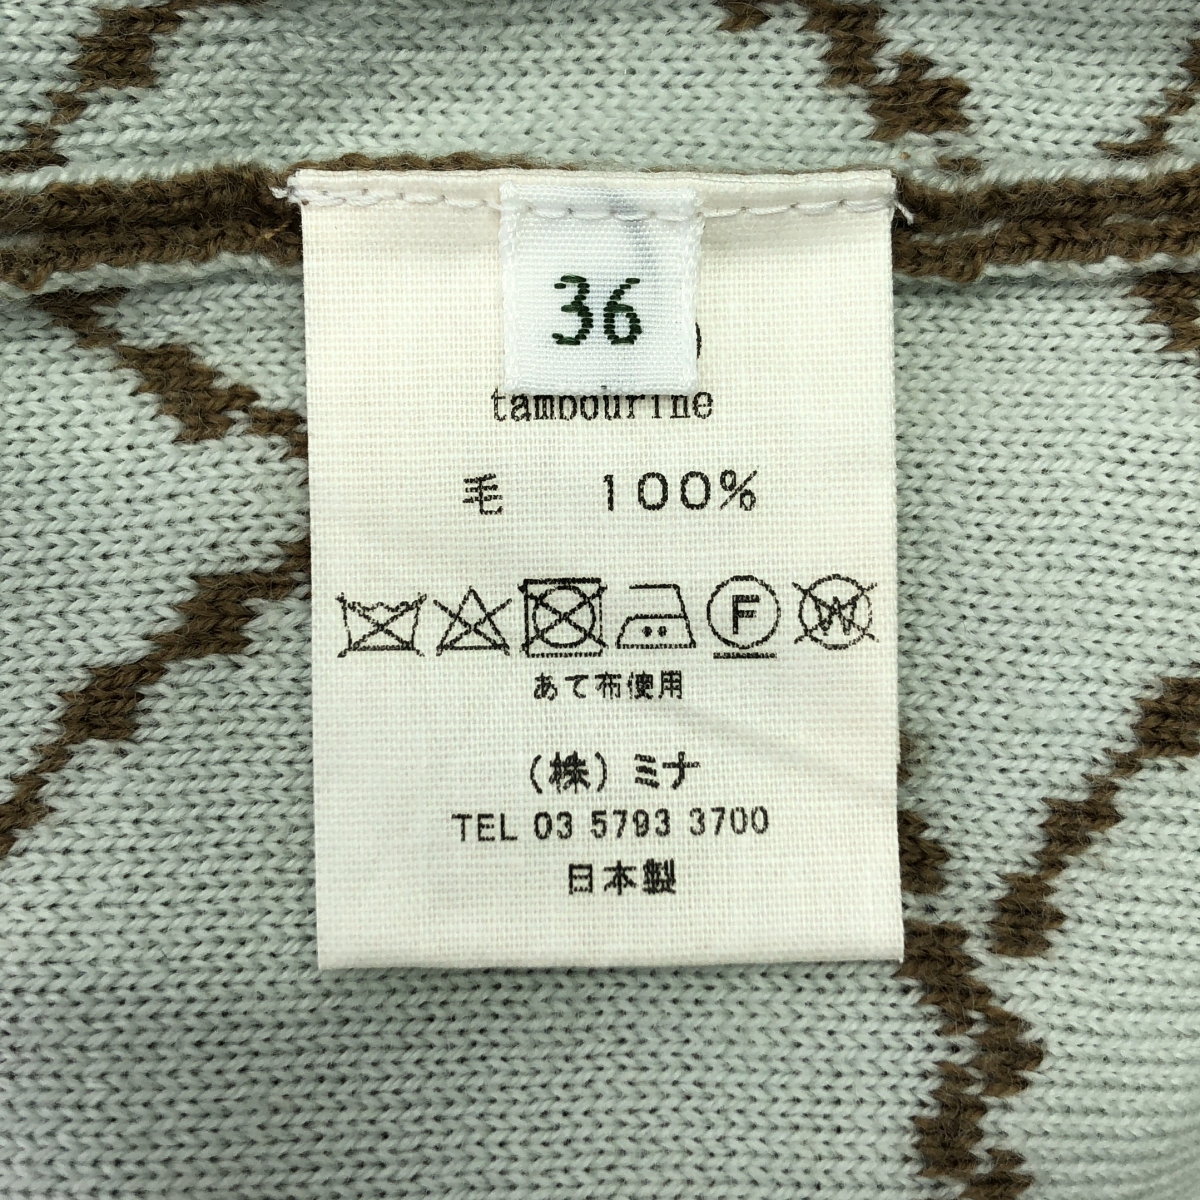 36
tambourine
毛 100%
F W
あて布使用
(株) ミナ
TEL 03 5793 3700
日本製